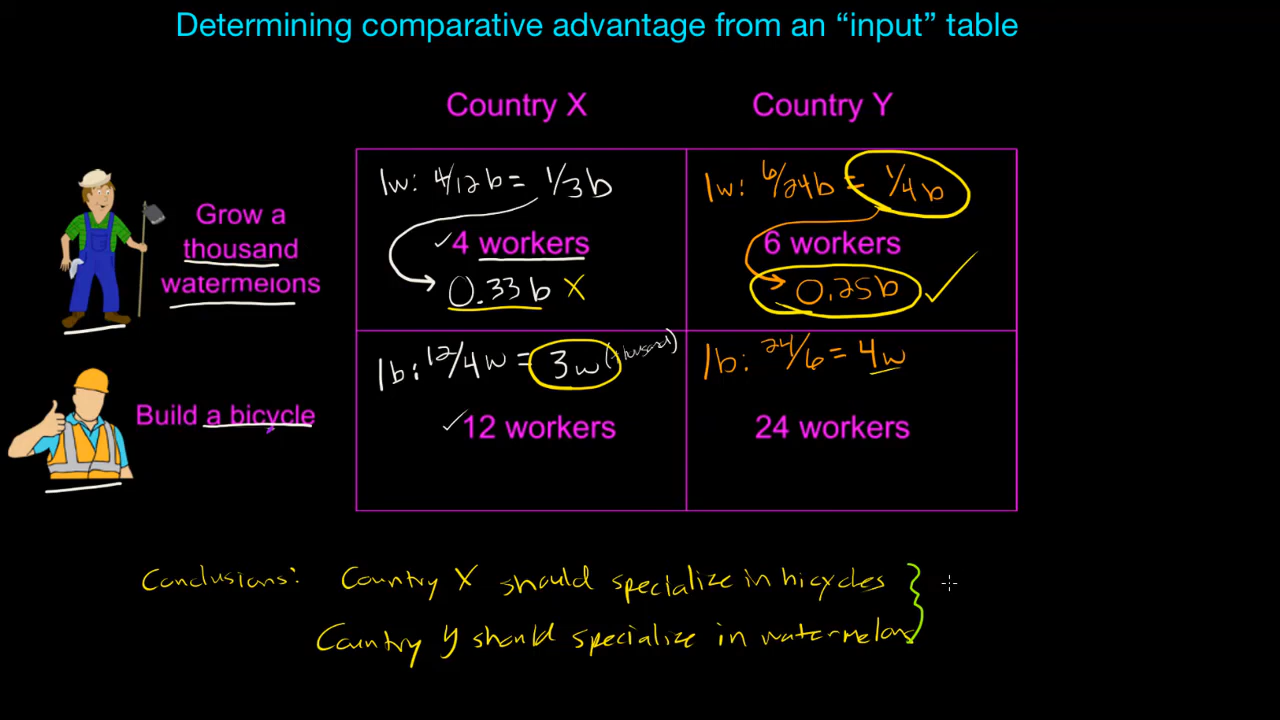 Determining comparative advantage from an “input” table
Country X
Country Y
Grow a
thousand
watermelons
1w: 4/12b = 1/3b
4 workers
0.33b X
1w: 6/24b = 1/4b
6 workers
0.25b
Build a bicycle
1b: 12/4w = 3w (thousand)
12 workers
1b: 24/6 = 4w
24 workers
Conclusions: Country X should specialize in bicycles
Country Y should specialize in watermelons